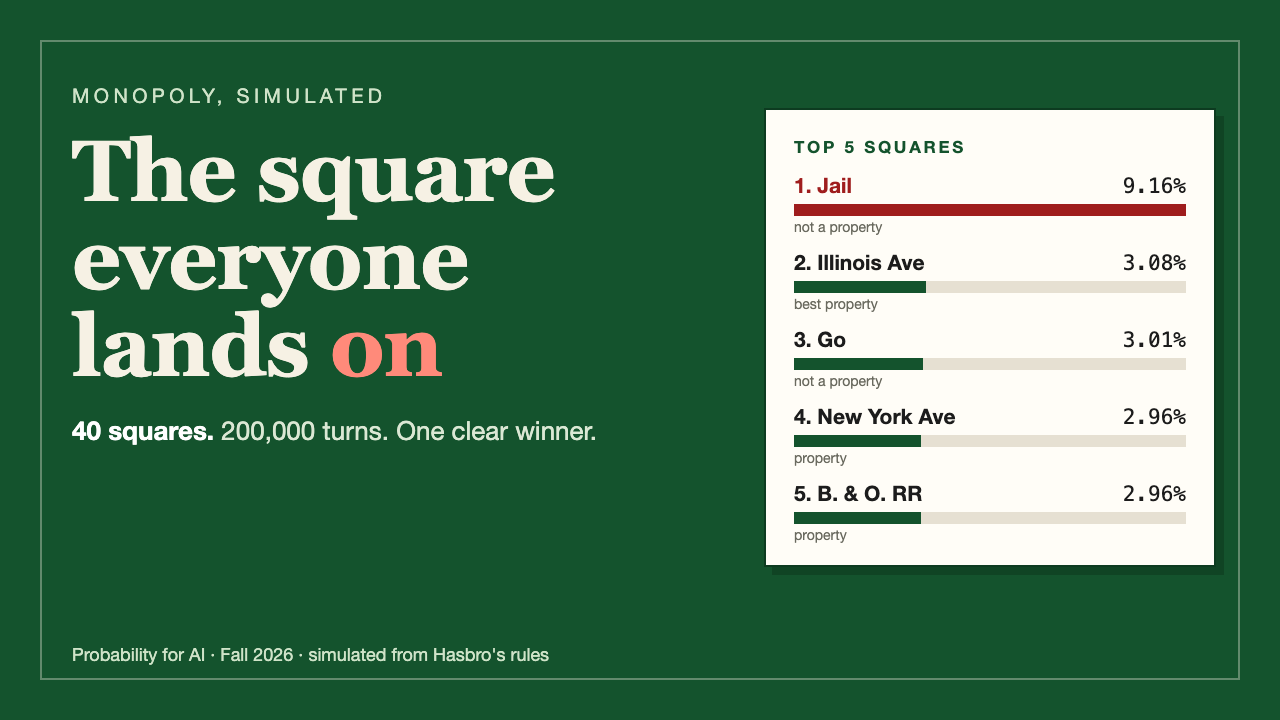 MONOPOLY, SIMULATED
The square
everyone
lands on
40 squares. 200,000 turns. One clear winner.
TOP 5 SQUARES
1. Jail 9.16%
not a property
2. Illinois Ave 3.08%
best property
3. Go 3.01%
not a property
4. New York Ave 2.96%
property
5. B. & O. RR 2.96%
property
Probability for AI · Fall 2026 · simulated from Hasbro's rules